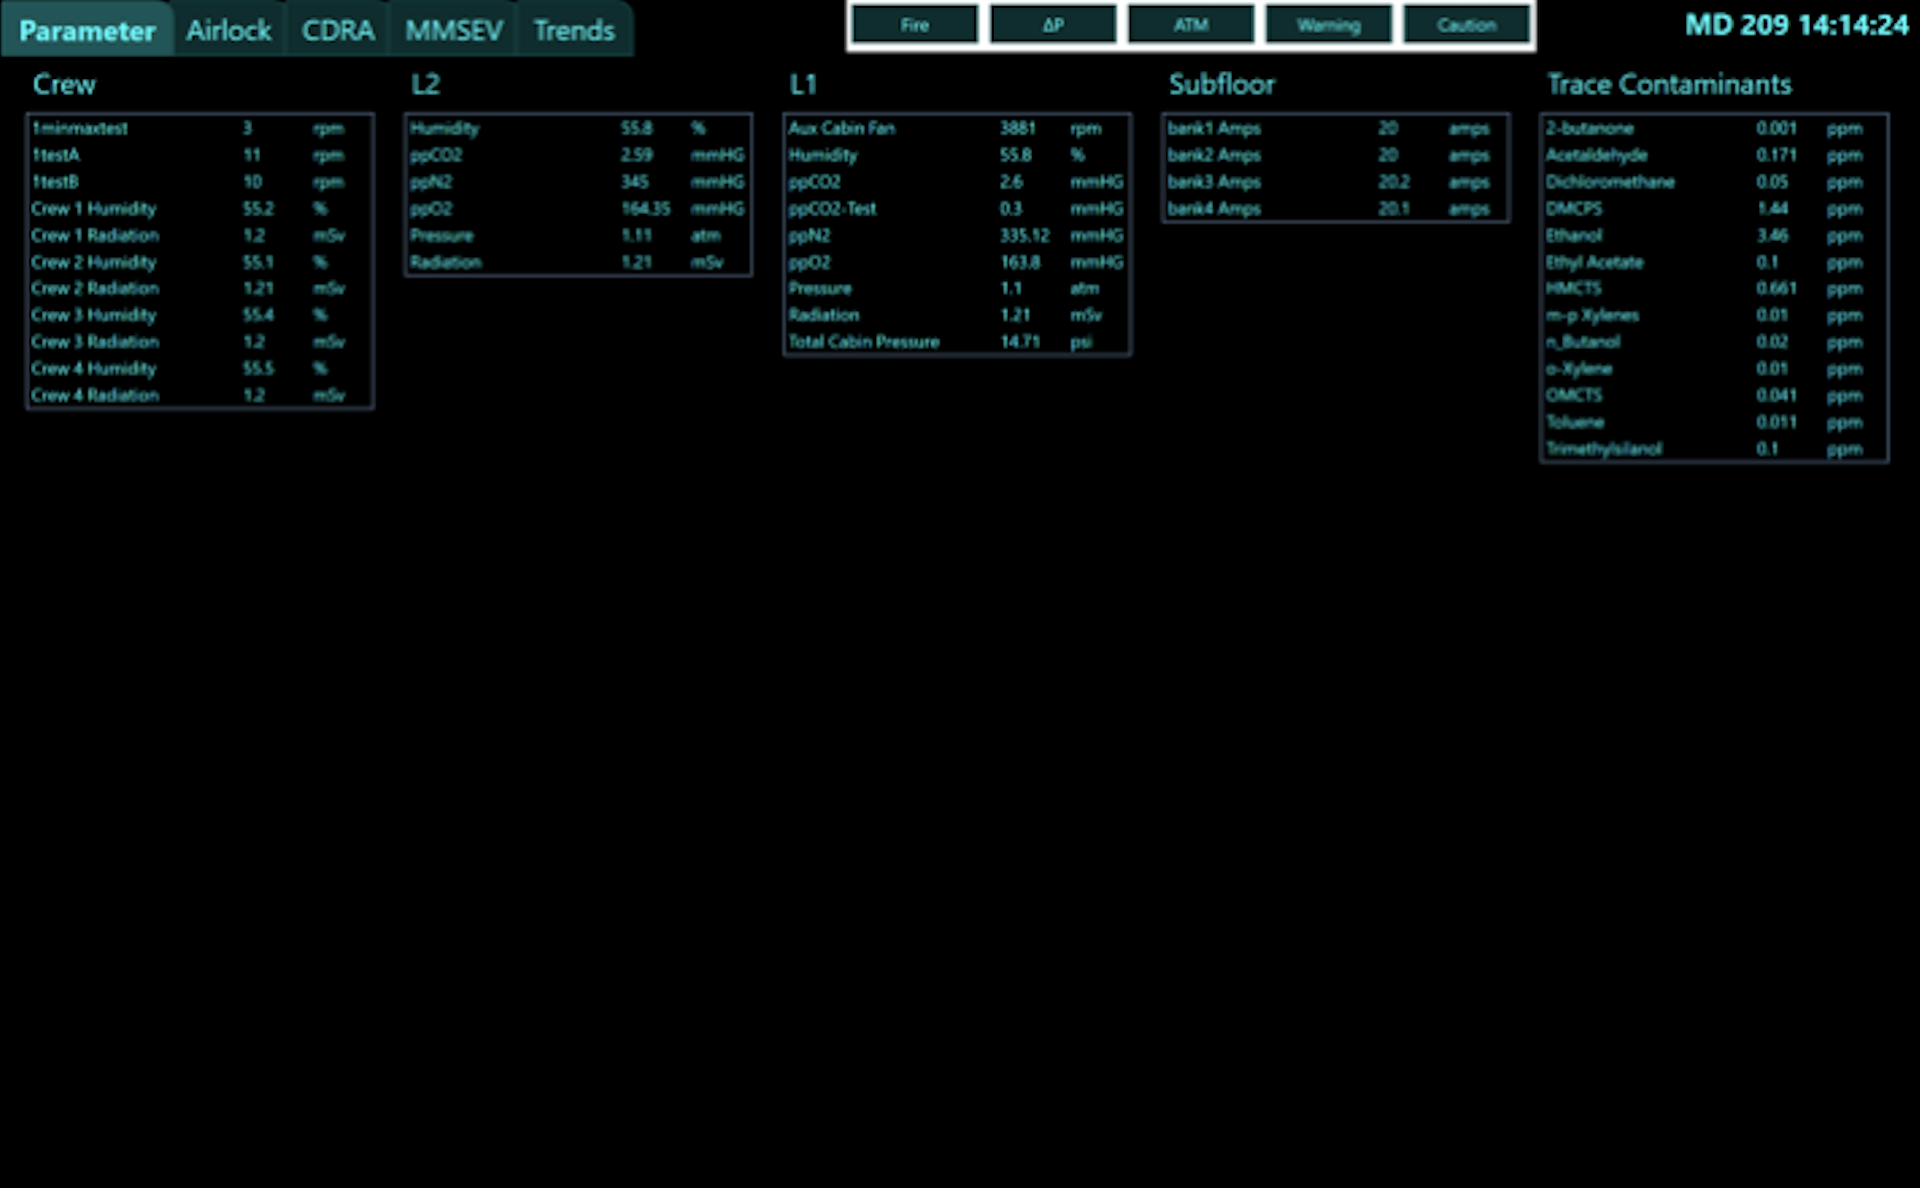 Parameter Airlock CDRA MMSEV Trends Fire ΔP ATM Warning Caution MD 209 14:14:24
Crew
1minmaxtest 3 rpm
1testA 11 rpm
1testB 10 rpm
Crew 1 Humidity 55.2 %
Crew 1 Radiation 1.2 mSv
Crew 2 Humidity 55.1 %
Crew 2 Radiation 1.21 mSv
Crew 3 Humidity 55.4 %
Crew 3 Radiation 1.2 mSv
Crew 4 Humidity 55.5 %
Crew 4 Radiation 1.2 mSv
L2
Humidity 55.8 %
ppCO2 2.59 mmHG
ppN2 345 mmHG
ppO2 164.35 mmHG
Pressure 1.11 atm
Radiation 1.21 mSv
L1
Aux Cabin Fan 3881 rpm
Humidity 55.8 %
ppCO2 2.6 mmHG
ppCO2-Test 0.3 mmHG
ppN2 335.12 mmHG
ppO2 163.8 mmHG
Pressure 1.1 atm
Radiation 1.21 mSv
Total Cabin Pressure 14.71 psi
Subfloor
bank1 Amps 20 amps
bank2 Amps 20 amps
bank3 Amps 20.2 amps
bank4 Amps 20.1 amps
Trace Contaminants
2-butanone 0.001 ppm
Acetaldehyde 0.171 ppm
Dichloromethane 0.05 ppm
DMCPS 1.44 ppm
Ethanol 3.46 ppm
Ethyl Acetate 0.1 ppm
HMCTS 0.661 ppm
m-p Xylenes 0.01 ppm
n_Butanol 0.02 ppm
o-Xylene 0.01 ppm
OMCTS 0.041 ppm
Toluene 0.011 ppm
Trimethylsilanol 0.1 ppm